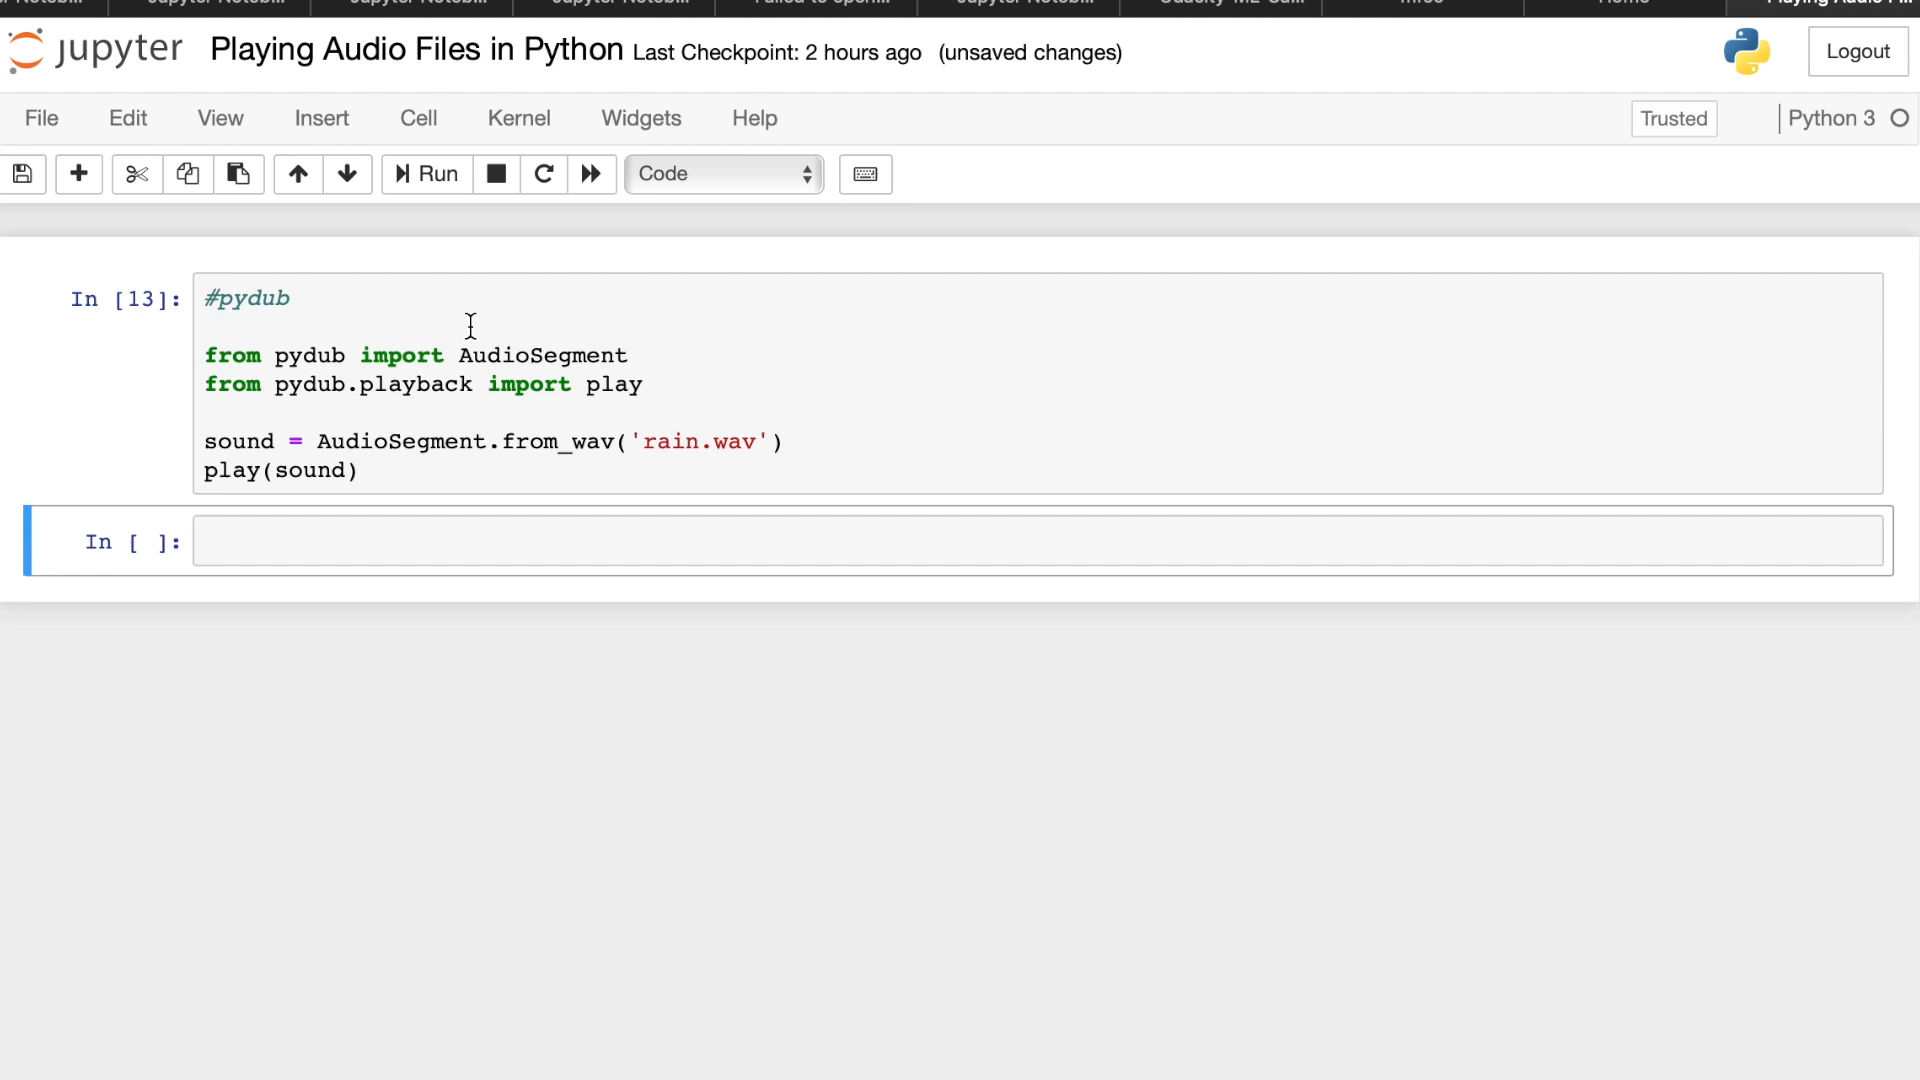 jupyter Playing Audio Files in Python Last Checkpoint: 2 hours ago (unsaved changes) Logout
File Edit View Insert Cell Kernel Widgets Help Trusted Python 3
Run Code
In [13]: #pydub
from pydub import AudioSegment
from pydub.playback import play
sound = AudioSegment.from_wav('rain.wav')
play(sound)
In [ ]: